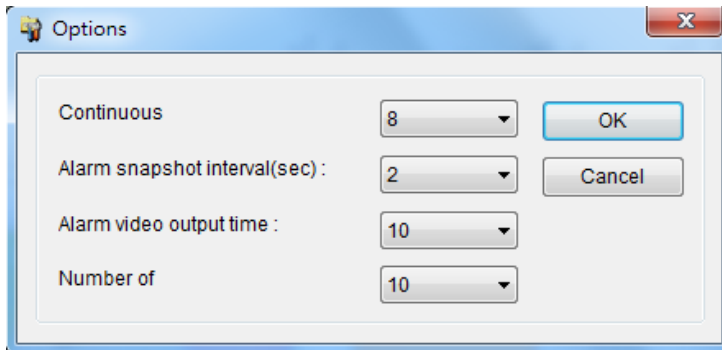 Options
Continuous 8 OK
Alarm snapshot interval(sec) : 2 Cancel
Alarm video output time : 10
Number of 10